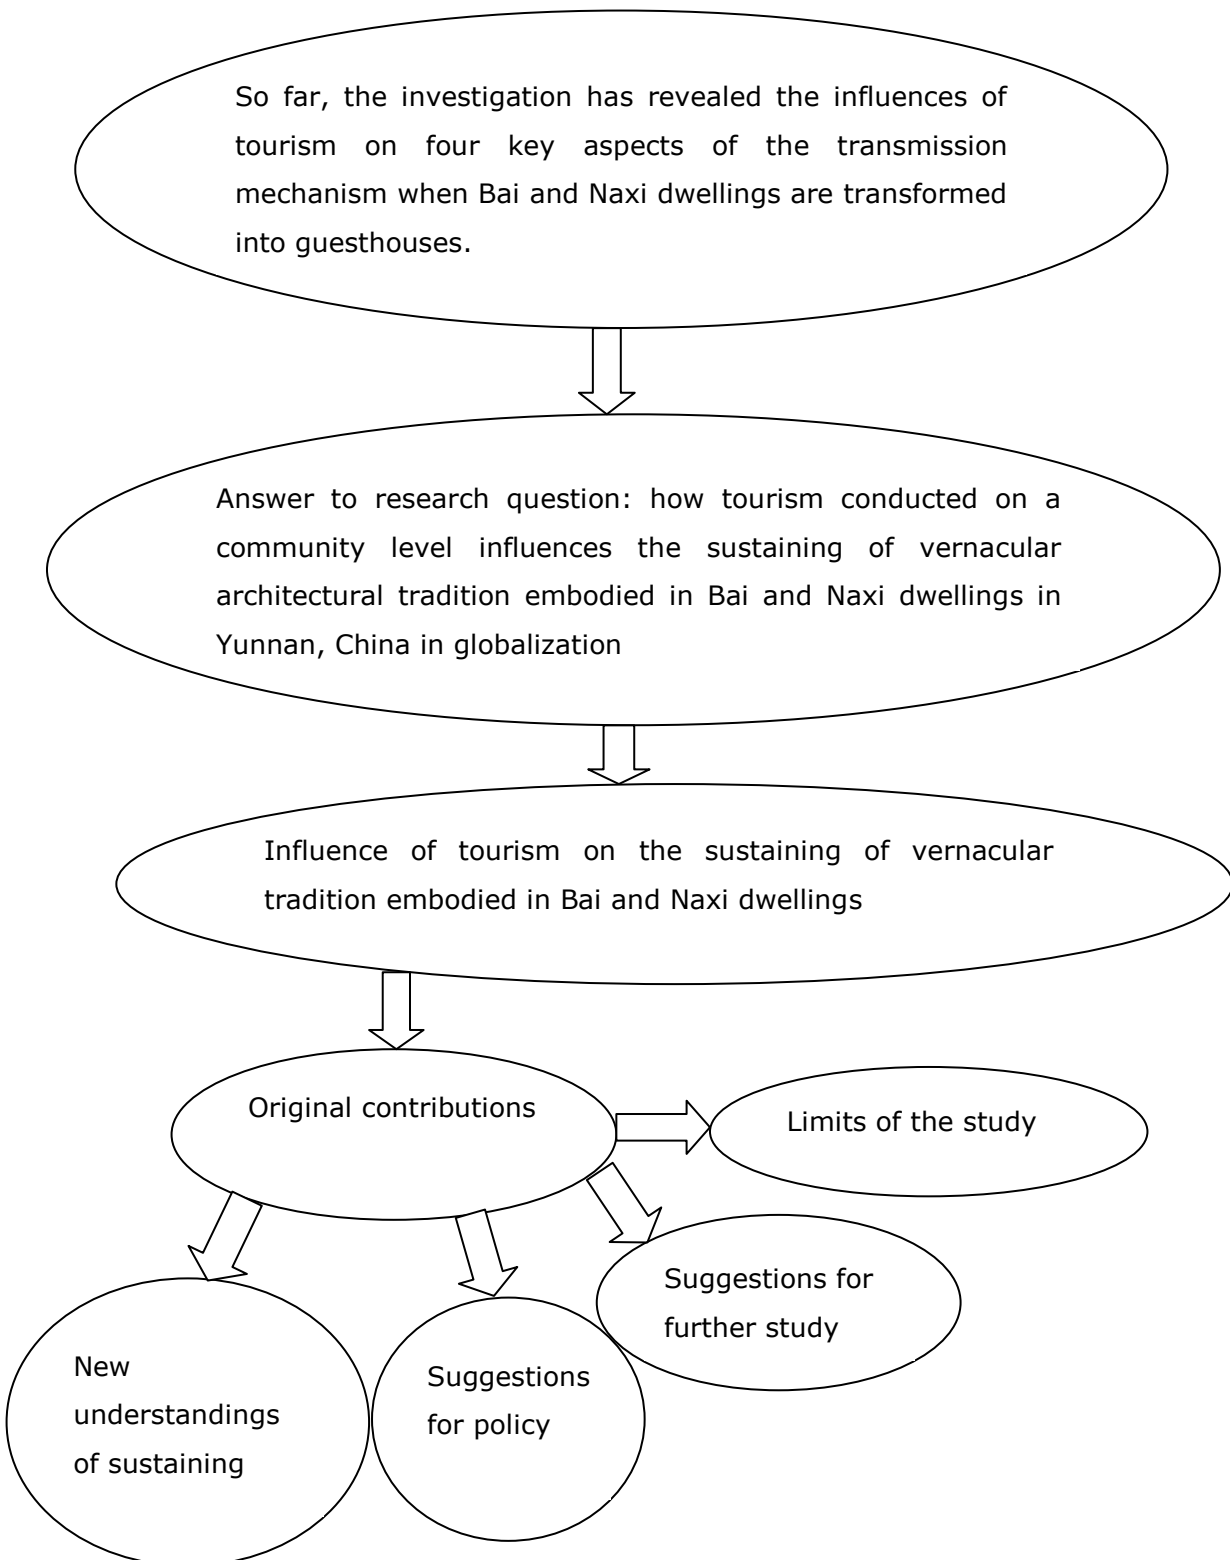 So far, the investigation has revealed the influences of
tourism on four key aspects of the transmission
mechanism when Bai and Naxi dwellings are transformed
into guesthouses.
Answer to research question: how tourism conducted on a
community level influences the sustaining of vernacular
architectural tradition embodied in Bai and Naxi dwellings in
Yunnan, China in globalization
Influence of tourism on the sustaining of vernacular
tradition embodied in Bai and Naxi dwellings
Original contributions
Limits of the study
Suggestions for
further study
New
understandings
of sustaining
Suggestions
for policy